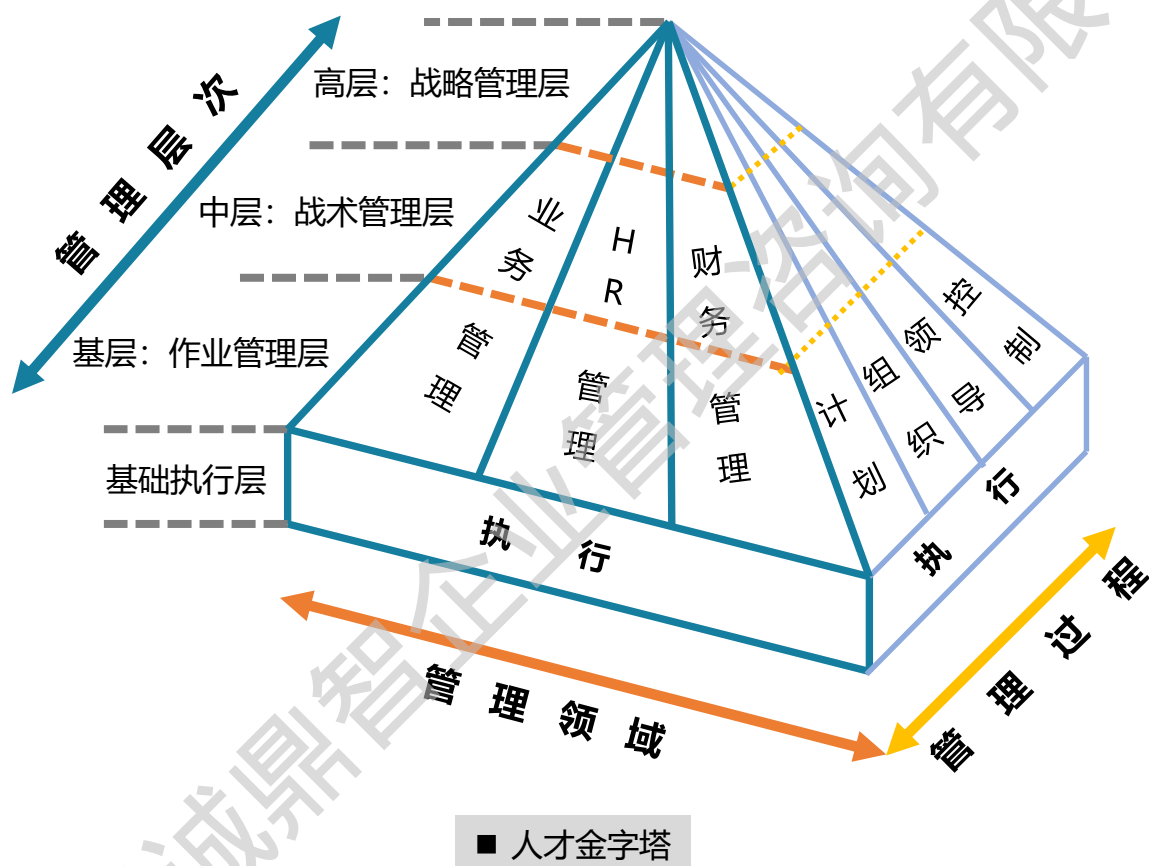 管理层次
高层：战略管理层
中层：战术管理层
基层：作业管理层
基础执行层
业务管理
HR管理
财务管理
计划
组织
领导
控制
执行
执行
管理领域
管理过程
诚鼎智企业管理咨询有限
■ 人才金字塔